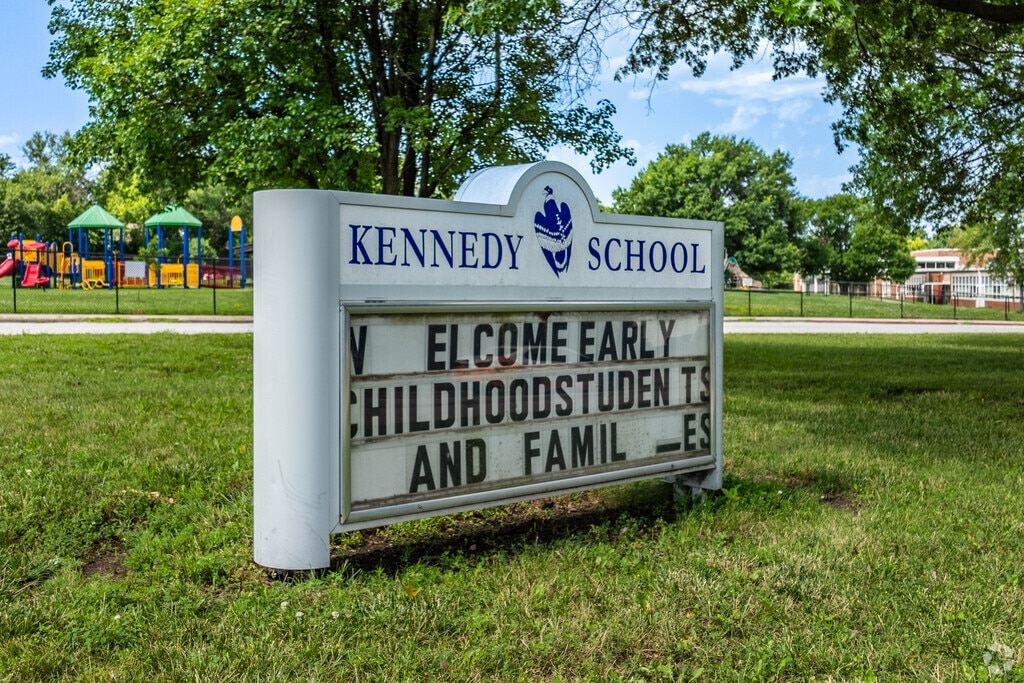 KENNEDY SCHOOL
W ELCOME EARLY
CHILDHOODSTUDEN TS
AND FAMIL _ES